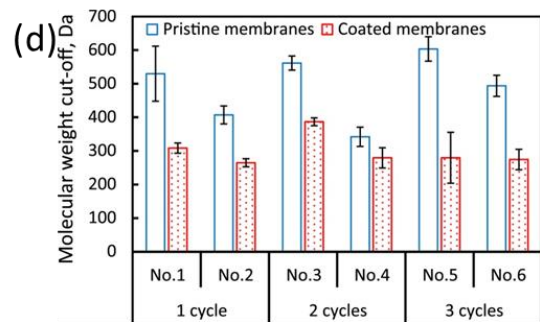 (d)
Molecular weight cut-off, Da
700
600
500
400
300
200
100
0
Pristine membranes
Coated membranes
No.1 No.2 No.3 No.4 No.5 No.6
1 cycle 2 cycles 3 cycles